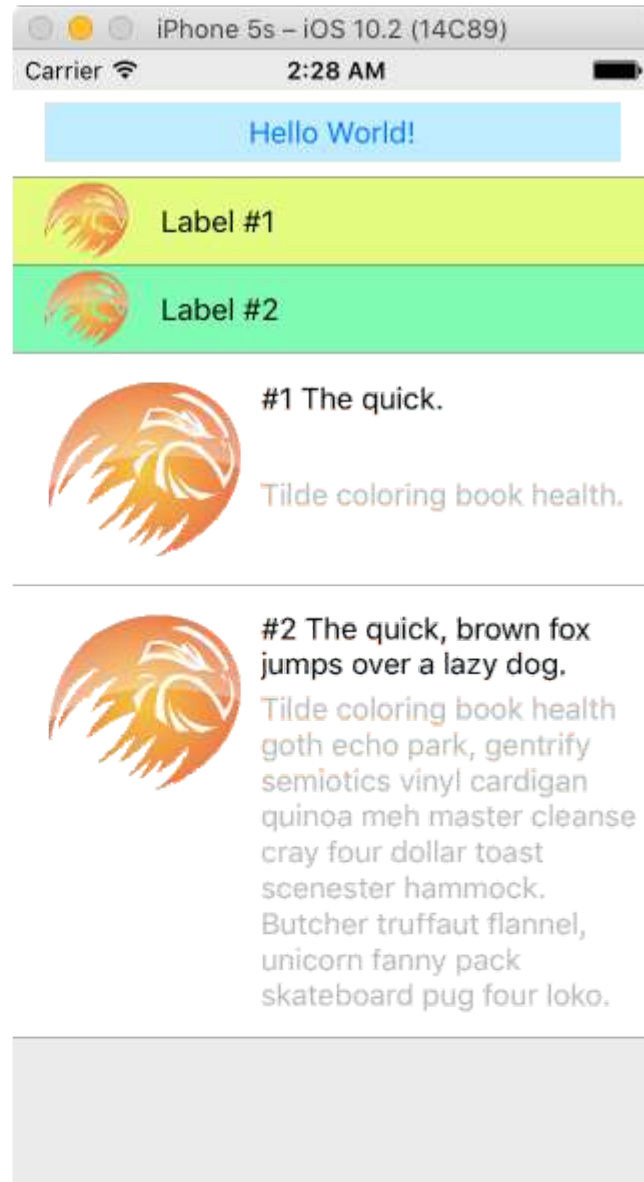 iPhone 5s – iOS 10.2 (14C89)
Carrier 2:28 AM
Hello World!
Label #1
Label #2
#1 The quick.
Tilde coloring book health.
#2 The quick, brown fox
jumps over a lazy dog.
Tilde coloring book health
goth echo park, gentrify
semiotics vinyl cardigan
quinoa meh master cleanse
cray four dollar toast
scenester hammock.
Butcher truffaut flannel,
unicorn fanny pack
skateboard pug four loko.